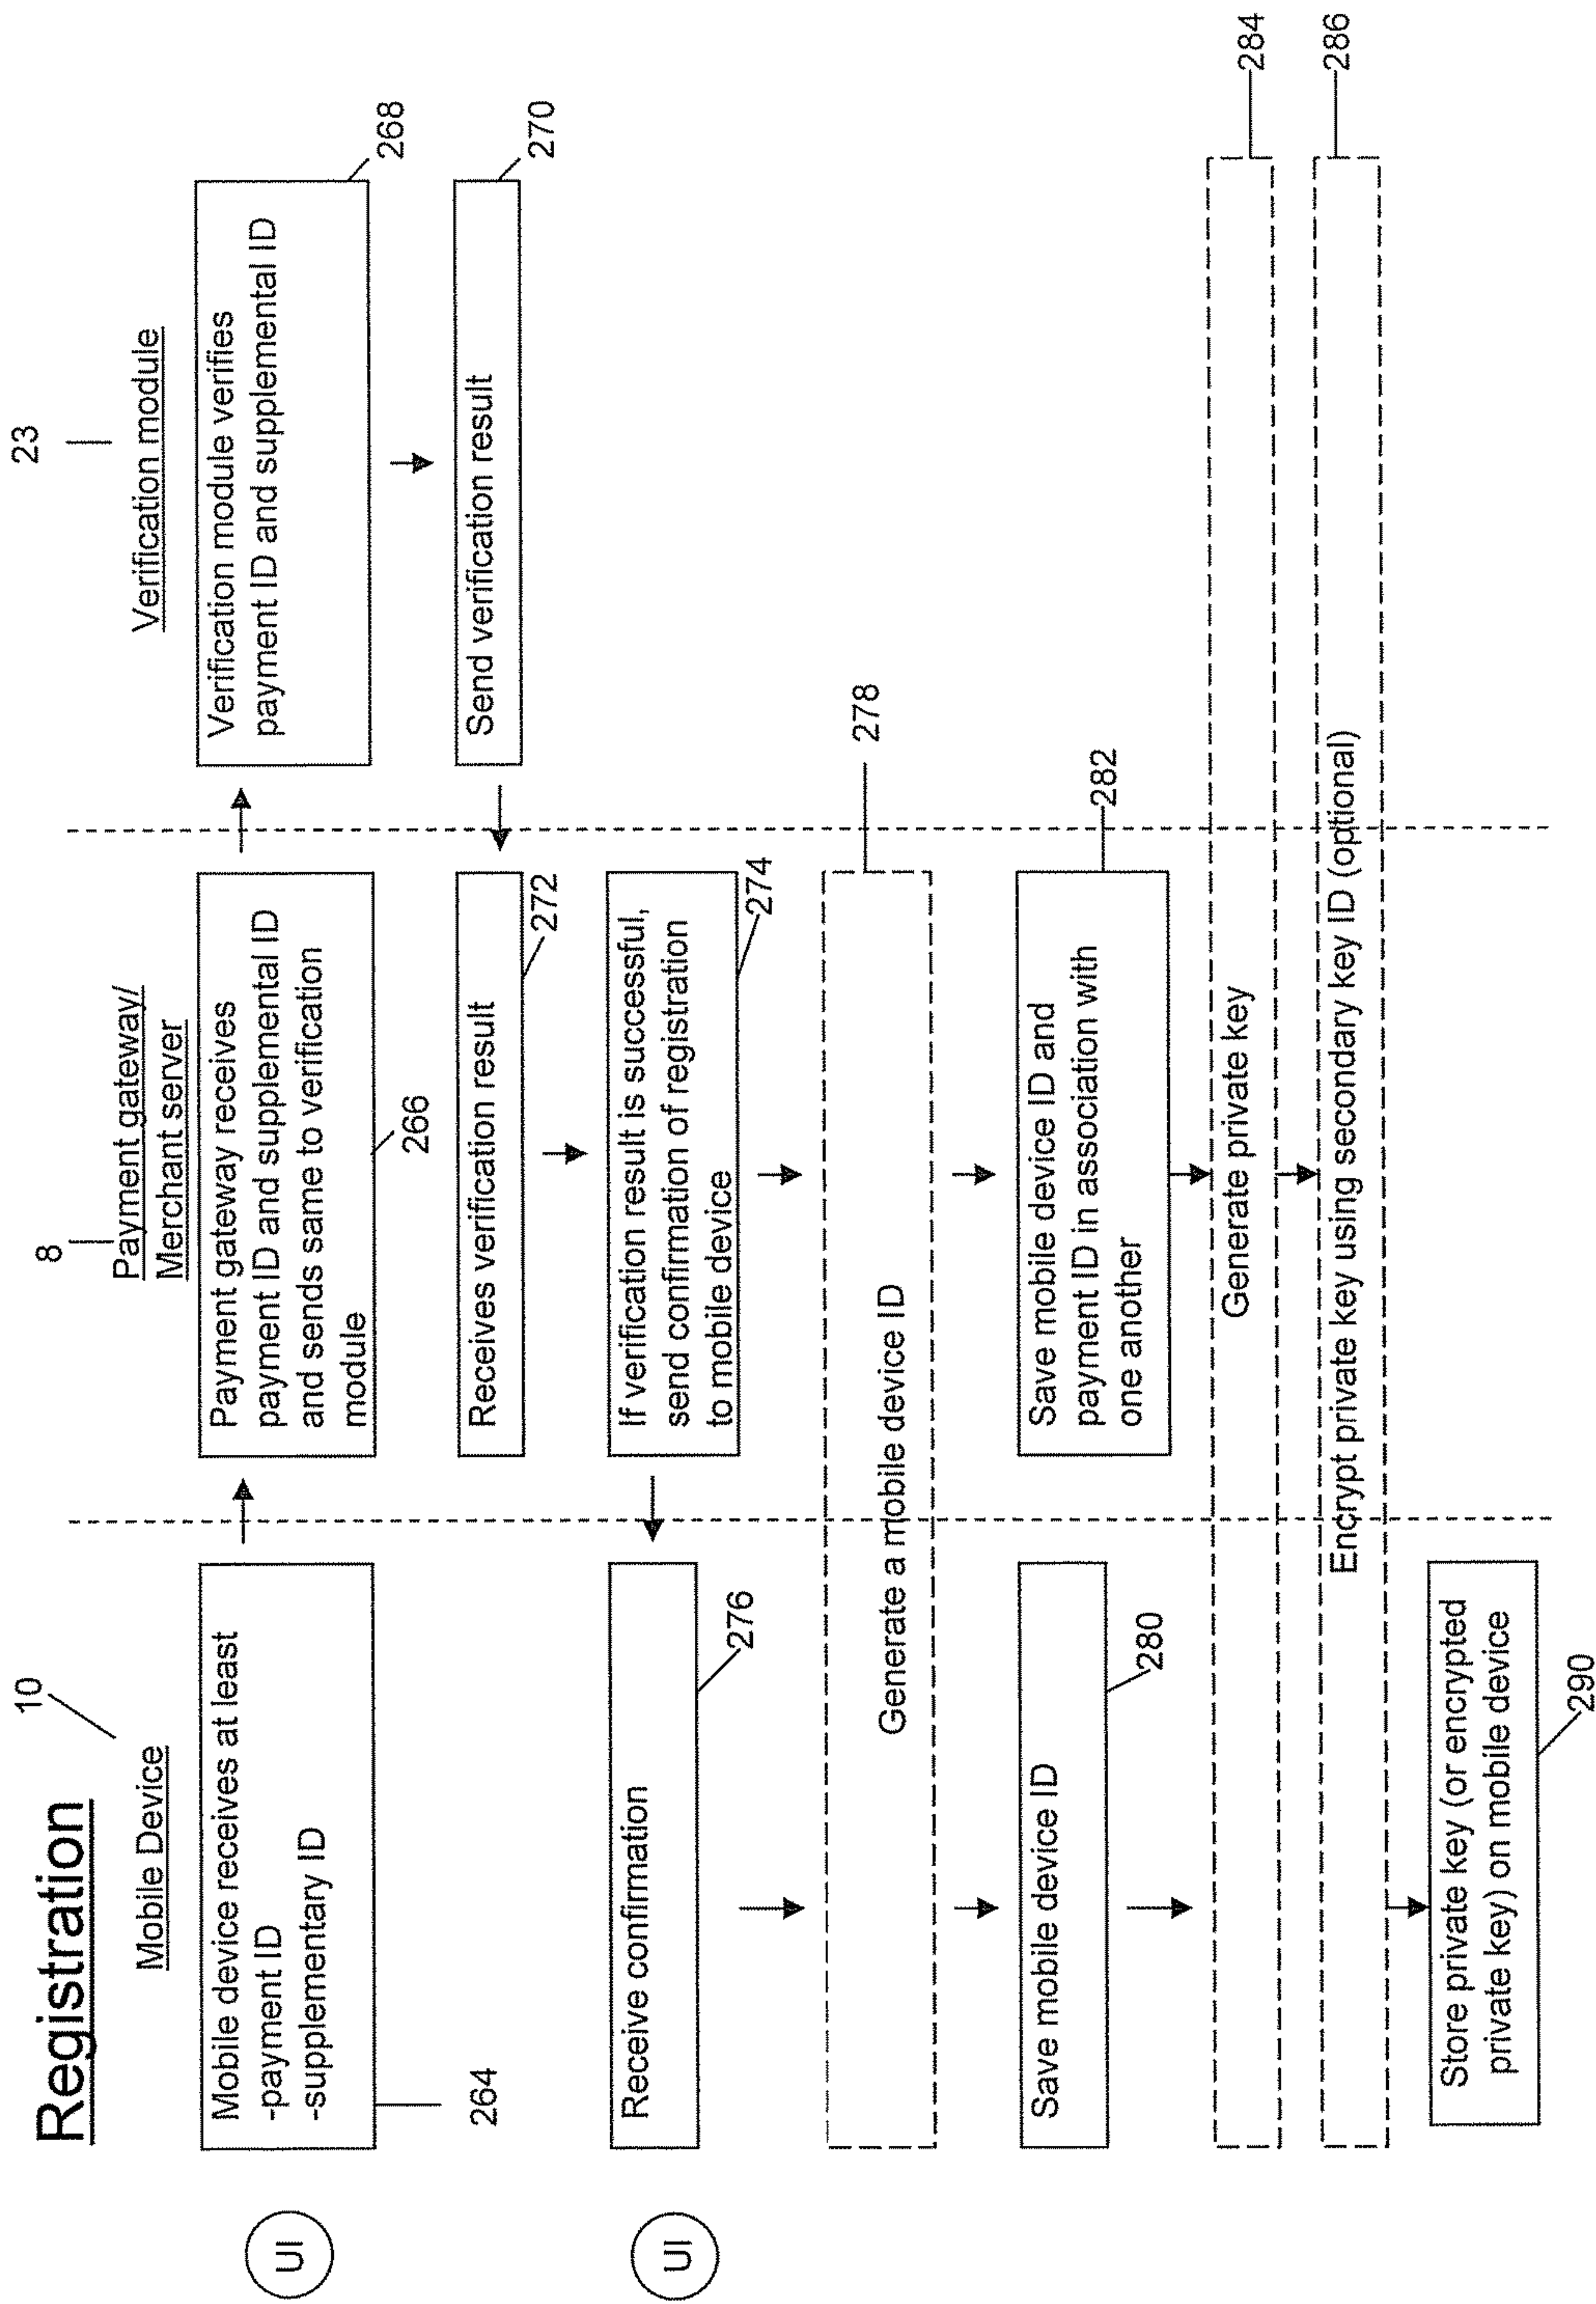 Registration
10
Mobile Device
8
Payment gateway/
Merchant server
23
Verification module
UI
Mobile device receives at least
-payment ID
-supplementary ID
264
Payment gateway receives
payment ID and supplemental ID
and sends same to verification
module
266
Verification module verifies
payment ID and supplemental ID
268
Receives verification result
272
Send verification result
270
UI
Receive confirmation
276
If verification result is successful,
send confirmation of registration
to mobile device
274
Generate a mobile device ID
278
Save mobile device ID
280
Save mobile device ID and
payment ID in association with
one another
282
Generate private key
284
Encrypt private key using secondary key ID (optional)
286
Store private key (or encrypted
private key) on mobile device
290